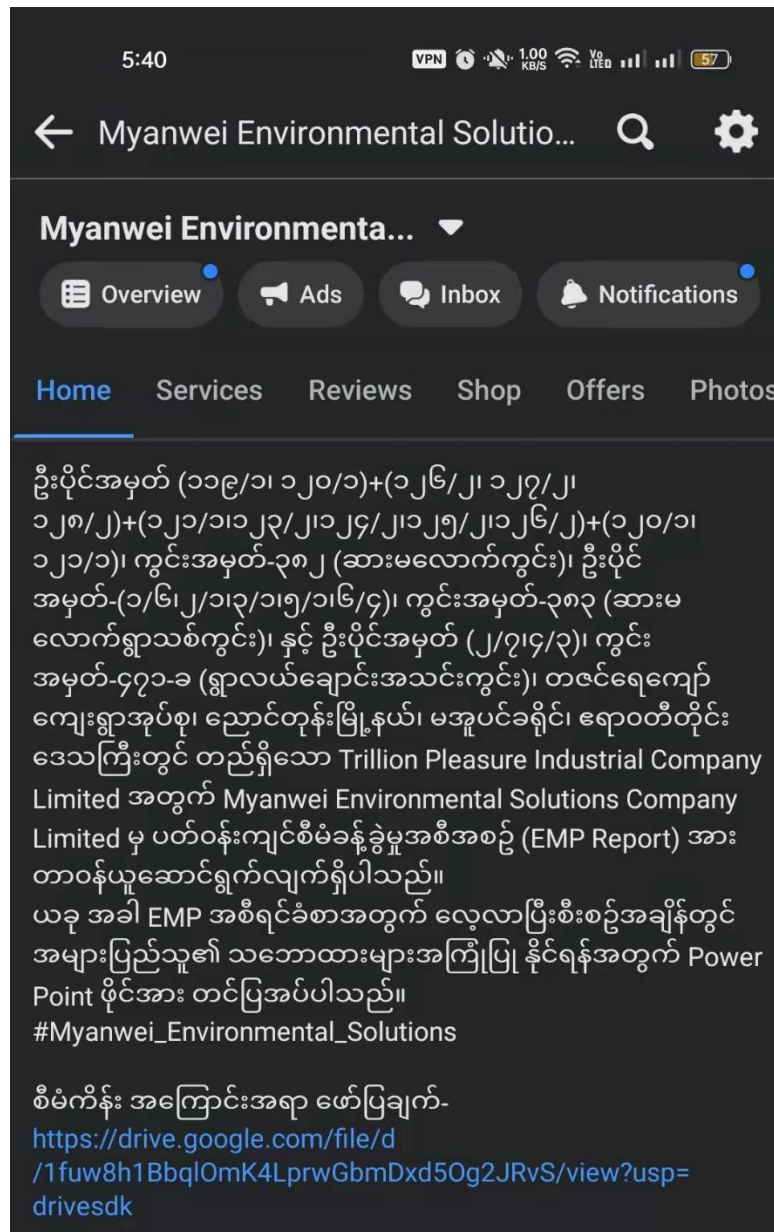 5:40
VPN 1.00 KB/S Vo LTED 57
Myanwei Environmental Solutio...
Myanwei Environmenta...
Overview Ads Inbox Notifications
Home Services Reviews Shop Offers Photos
ဦးပိုင်အမှတ် (၁၁၉/၁၊ ၁၂၀/၁)+(၁၂၆/၂၊ ၁၂၇/၂၊
၁၂၈/၂)+(၁၂၁/၁၊၁၂၃/၂၊၁၂၄/၂၊၁၂၅/၂၊၁၂၆/၂)+(၁၂၀/၁၊
၁၂၁/၁)၊ ကွင်းအမှတ်-၃၈၂ (ဆားမလောက်ကွင်း)၊ ဦးပိုင်
အမှတ်-(၁/၆၊၂/၁၊၃/၁၊၅/၁၊၆/၄)၊ ကွင်းအမှတ်-၃၈၃ (ဆားမ
လောက်ရွာသစ်ကွင်း)၊ နှင့် ဦးပိုင်အမှတ် (၂/၇၊၄/၃)၊ ကွင်း
အမှတ်-၄၇၁-ခ (ရွာလယ်ချောင်းအသင်းကွင်း)၊ တဇင်ရေကျော်
ကျေးရွာအုပ်စု၊ ညောင်တုန်းမြို့နယ်၊ မအူပင်ခရိုင်၊ ဧရာဝတီတိုင်း
ဒေသကြီးတွင် တည်ရှိသော Trillion Pleasure Industrial Company
Limited အတွက် Myanwei Environmental Solutions Company
Limited မှ ပတ်ဝန်းကျင်စီမံခန့်ခွဲမှုအစီအစဉ် (EMP Report) အား
တာဝန်ယူဆောင်ရွက်လျက်ရှိပါသည်။
ယခု အခါ EMP အစီရင်ခံစာအတွက် လေ့လာပြီးစီးစဉ်အချိန်တွင်
အများပြည်သူ၏ သဘောထားများအကြံပြု နိုင်ရန်အတွက် Power
Point ဖိုင်အား တင်ပြအပ်ပါသည်။
#Myanwei_Environmental_Solutions
စီမံကိန်း အကြောင်းအရာ ဖော်ပြချက်-
https://drive.google.com/file/d
/1fuw8h1BbqlOmK4LprwGbmDxd5Og2JRvS/view?usp=
drivesdk